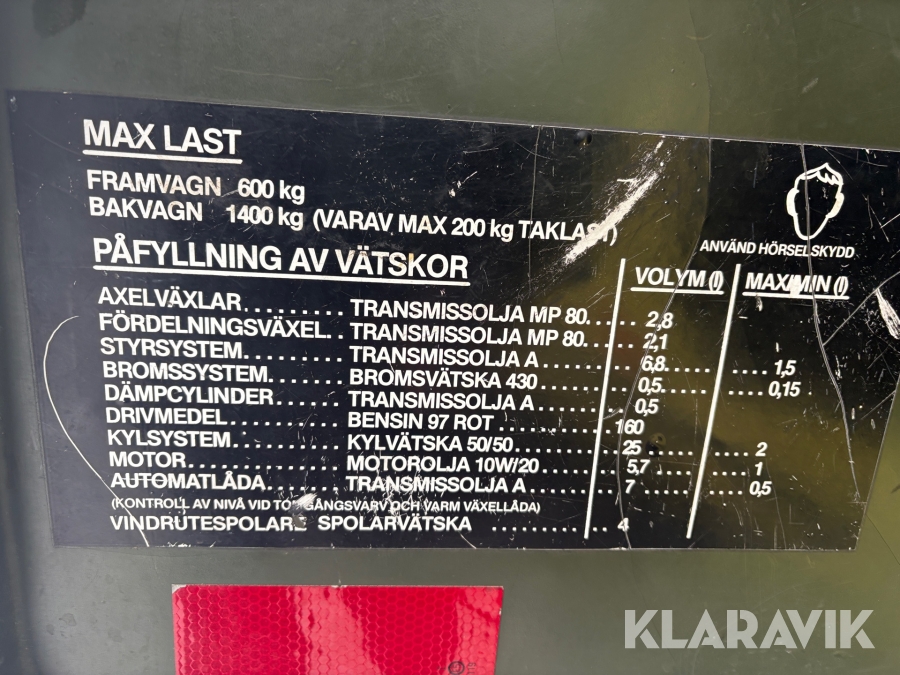 MAX LAST
FRAMVAGN 600 kg
BAKVAGN 1400 kg (VARAV MAX 200 kg TAKLAST)
ANVÄND HÖRSELSKYDD
PÅFYLLNING AV VÄTSKOR VOLYM (l) MAX/MIN (l)
AXELVÄXLAR.......... TRANSMISSOLJA MP 80..... 2,8
FÖRDELNINGSVÄXEL.. TRANSMISSOLJA MP 80..... 2,1
STYRSYSTEM.......... TRANSMISSOLJA A ......... 6,8 .... 1,5
BROMSSYSTEM........ BROMSVÄTSKA 430 ........ 0,5 .... 0,15
DÄMPCYLINDER....... TRANSMISSOLJA A......... 0,5
DRIVMEDEL........... BENSIN 97 ROT ........... 160
KYLSYSTEM........... KYLVÄTSKA 50/50......... 25 .... 2
MOTOR............... MOTOROLJA 10W/20....... 5,7 .... 1
AUTOMATLÅDA........ TRANSMISSOLJA A......... 7 .... 0,5
(KONTROLL AV NIVÅ VID TOMGÅNGSVARV OCH VARM VÄXELLÅDA)
VINDRUTESPOLARE SPOLARVÄTSKA ........... 4
KLARAVIK